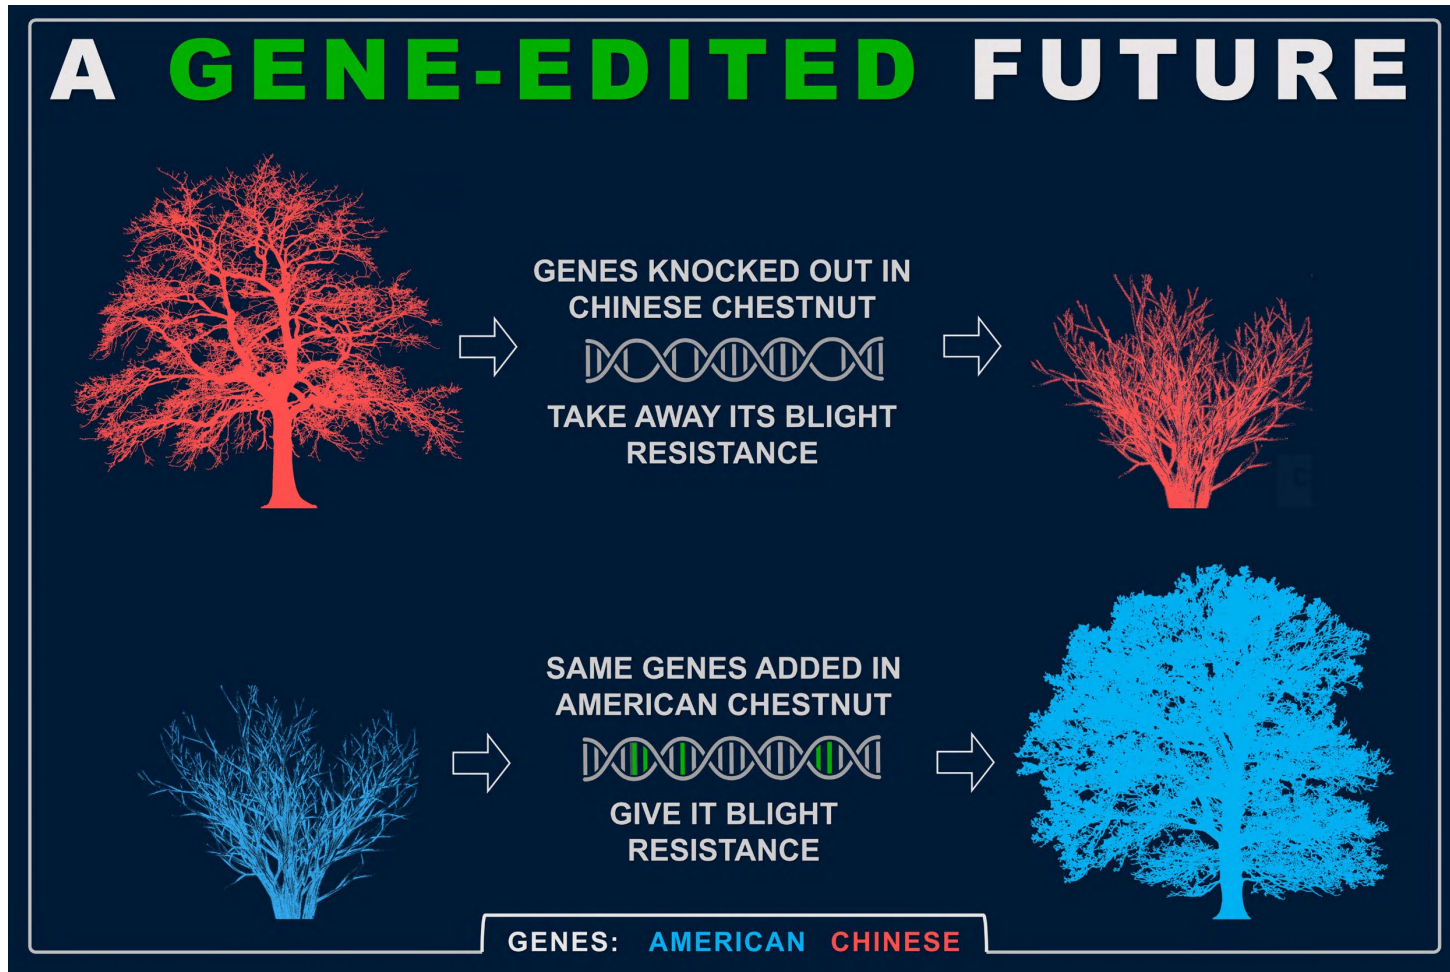 A GENE-EDITED FUTURE
GENES KNOCKED OUT IN
CHINESE CHESTNUT
TAKE AWAY ITS BLIGHT
RESISTANCE
SAME GENES ADDED IN
AMERICAN CHESTNUT
GIVE IT BLIGHT
RESISTANCE
GENES: AMERICAN CHINESE